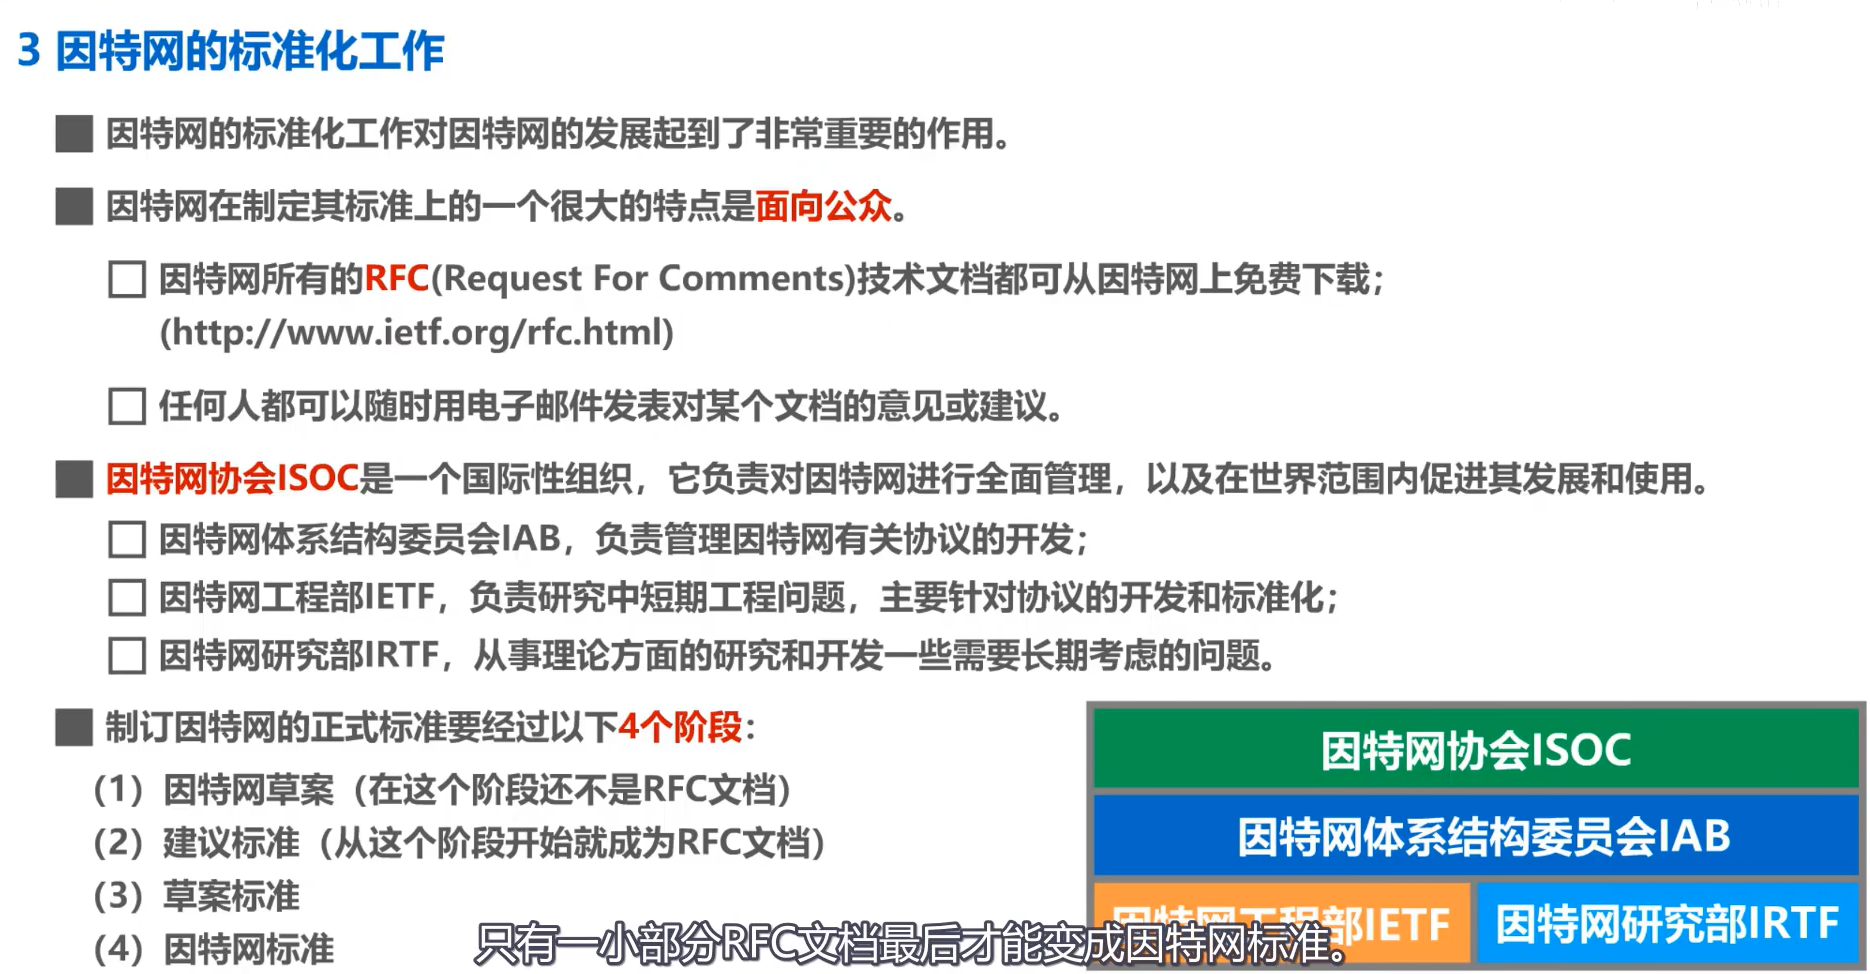 3 因特网的标准化工作
因特网的标准化工作对因特网的发展起到了非常重要的作用。
因特网在制定其标准上的一个很大的特点是面向公众。
因特网所有的RFC(Request For Comments)技术文档都可从因特网上免费下载；
(http://www.ietf.org/rfc.html)
任何人都可以随时用电子邮件发表对某个文档的意见或建议。
因特网协会ISOC是一个国际性组织，它负责对因特网进行全面管理，以及在世界范围内促进其发展和使用。
因特网体系结构委员会IAB，负责管理因特网有关协议的开发；
因特网工程部IETF，负责研究中短期工程问题，主要针对协议的开发和标准化；
因特网研究部IRTF，从事理论方面的研究和开发一些需要长期考虑的问题。
制订因特网的正式标准要经过以下4个阶段：
（1）因特网草案（在这个阶段还不是RFC文档）
（2）建议标准（从这个阶段开始就成为RFC文档）
（3）草案标准
（4）因特网标准
因特网协会ISOC
因特网体系结构委员会IAB
因特网工程部IETF
因特网研究部IRTF
只有一小部分RFC文档最后才能变成因特网标准。